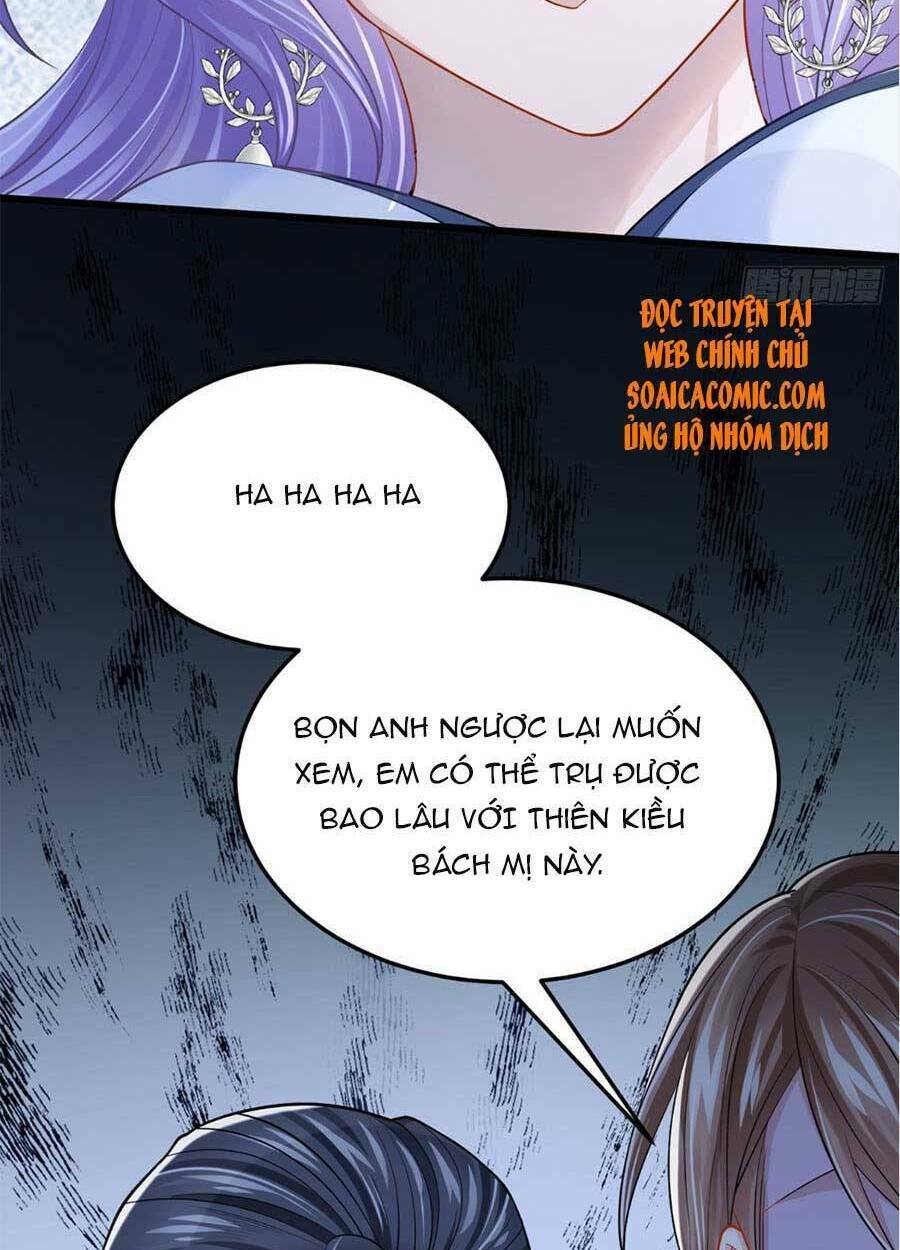 ĐỌC TRUYỆN TẠI
WEB CHÍNH CHỦ
SOAICACOMIC.COM
ỦNG HỘ NHÓM DỊCH
HA HA HA HA
BỌN ANH NGƯỢC LẠI MUỐN
XEM, EM CÓ THỂ TRỤ ĐƯỢC
BAO LÂU VỚI THIÊN KIỀU
BÁCH MỊ NÀY.